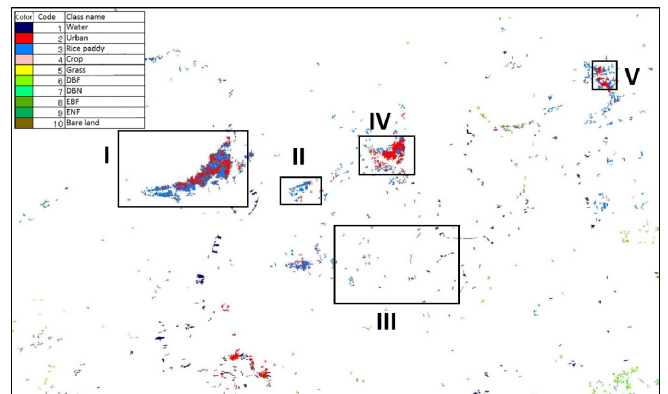 Color Code Class name
1 Water
2 Urban
3 Rice paddy
4 Crop
5 Grass
6 DBF
7 DBN
8 EBF
9 ENF
10 Bare land
V
IV
I
II
III